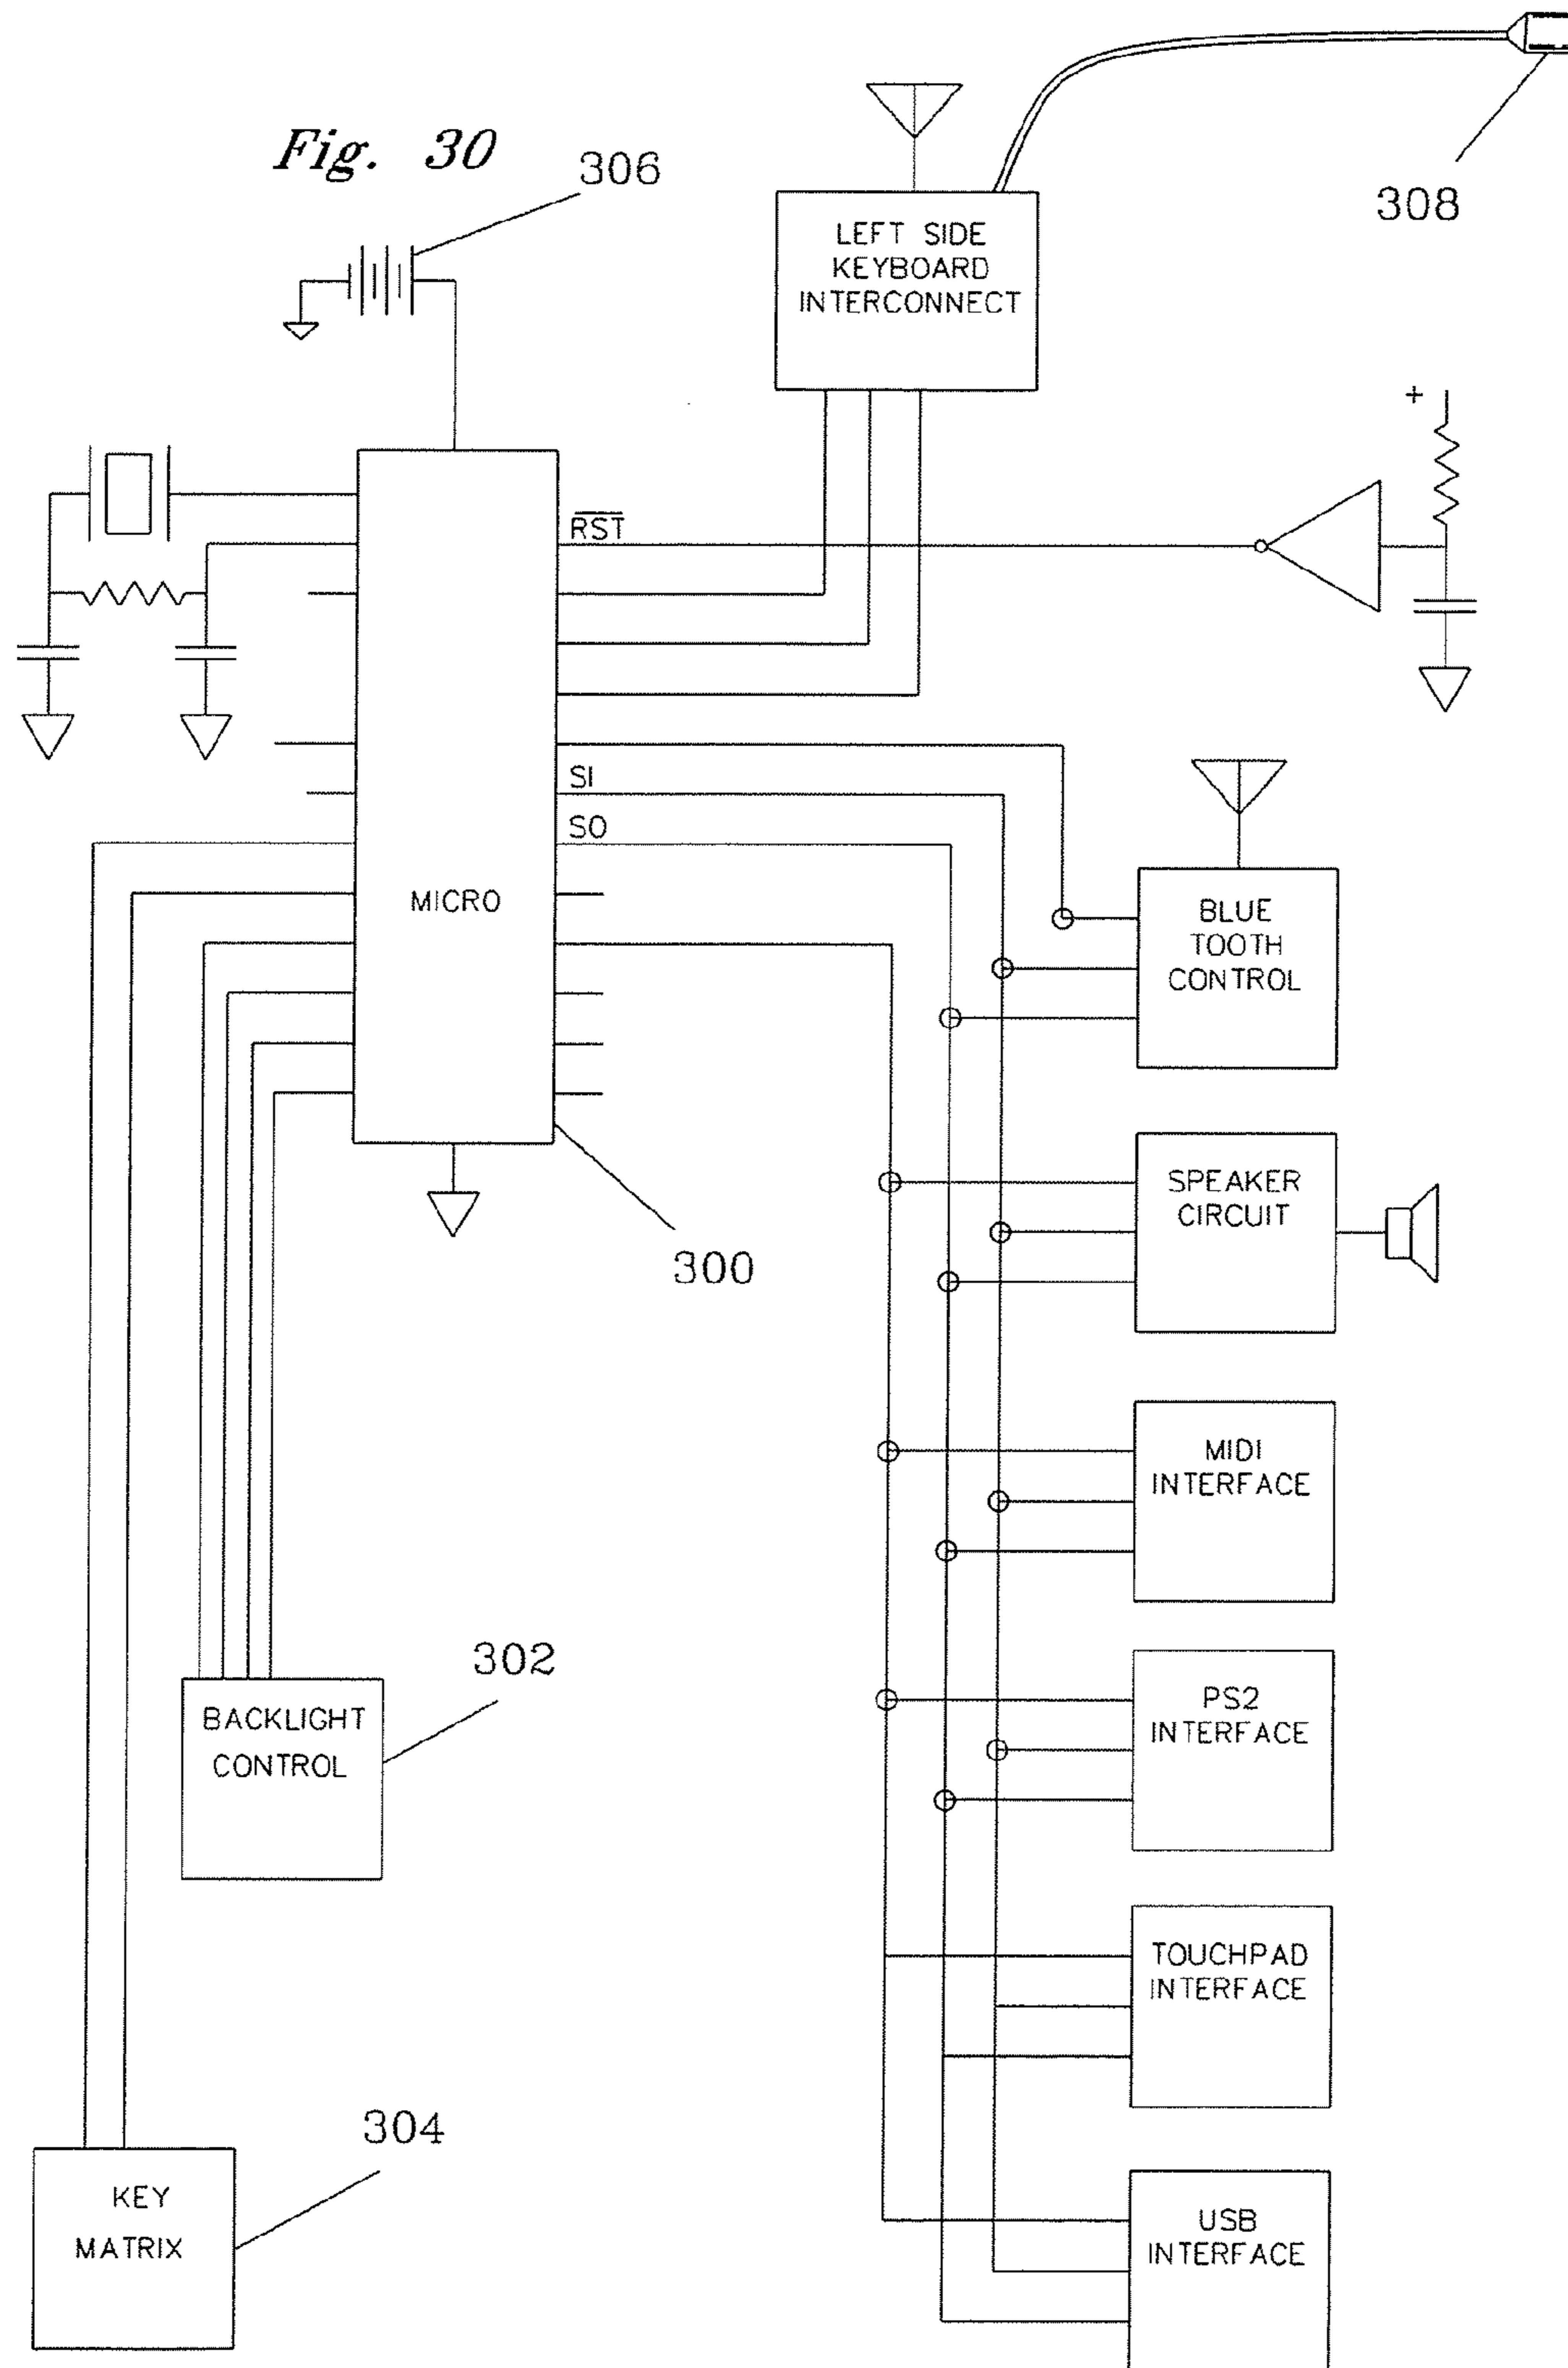 Fig. 30
306
308
LEFT SIDE
KEYBOARD
INTERCONNECT
+
RST
SI
SO
MICRO
BLUE
TOOTH
CONTROL
SPEAKER
CIRCUIT
300
MIDI
INTERFACE
302
BACKLIGHT
CONTROL
PS2
INTERFACE
TOUCHPAD
INTERFACE
304
KEY
MATRIX
USB
INTERFACE